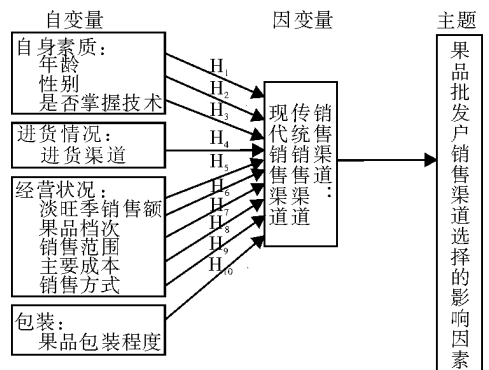 自变量
因变量
主题
自身素质：
年龄
性别
是否掌握技术
进货情况：
进货渠道
经营状况：
淡旺季销售额
果品档次
销售范围
主要成本
销售方式
包装：
果品包装程度
H₁
H₂
H₃
H₄
H₅
H₆
H₇
H₈
H₉
H₁₀
销售渠道：
传统销售渠道
现代销售渠道
果品批发户销售渠道选择的影响因素